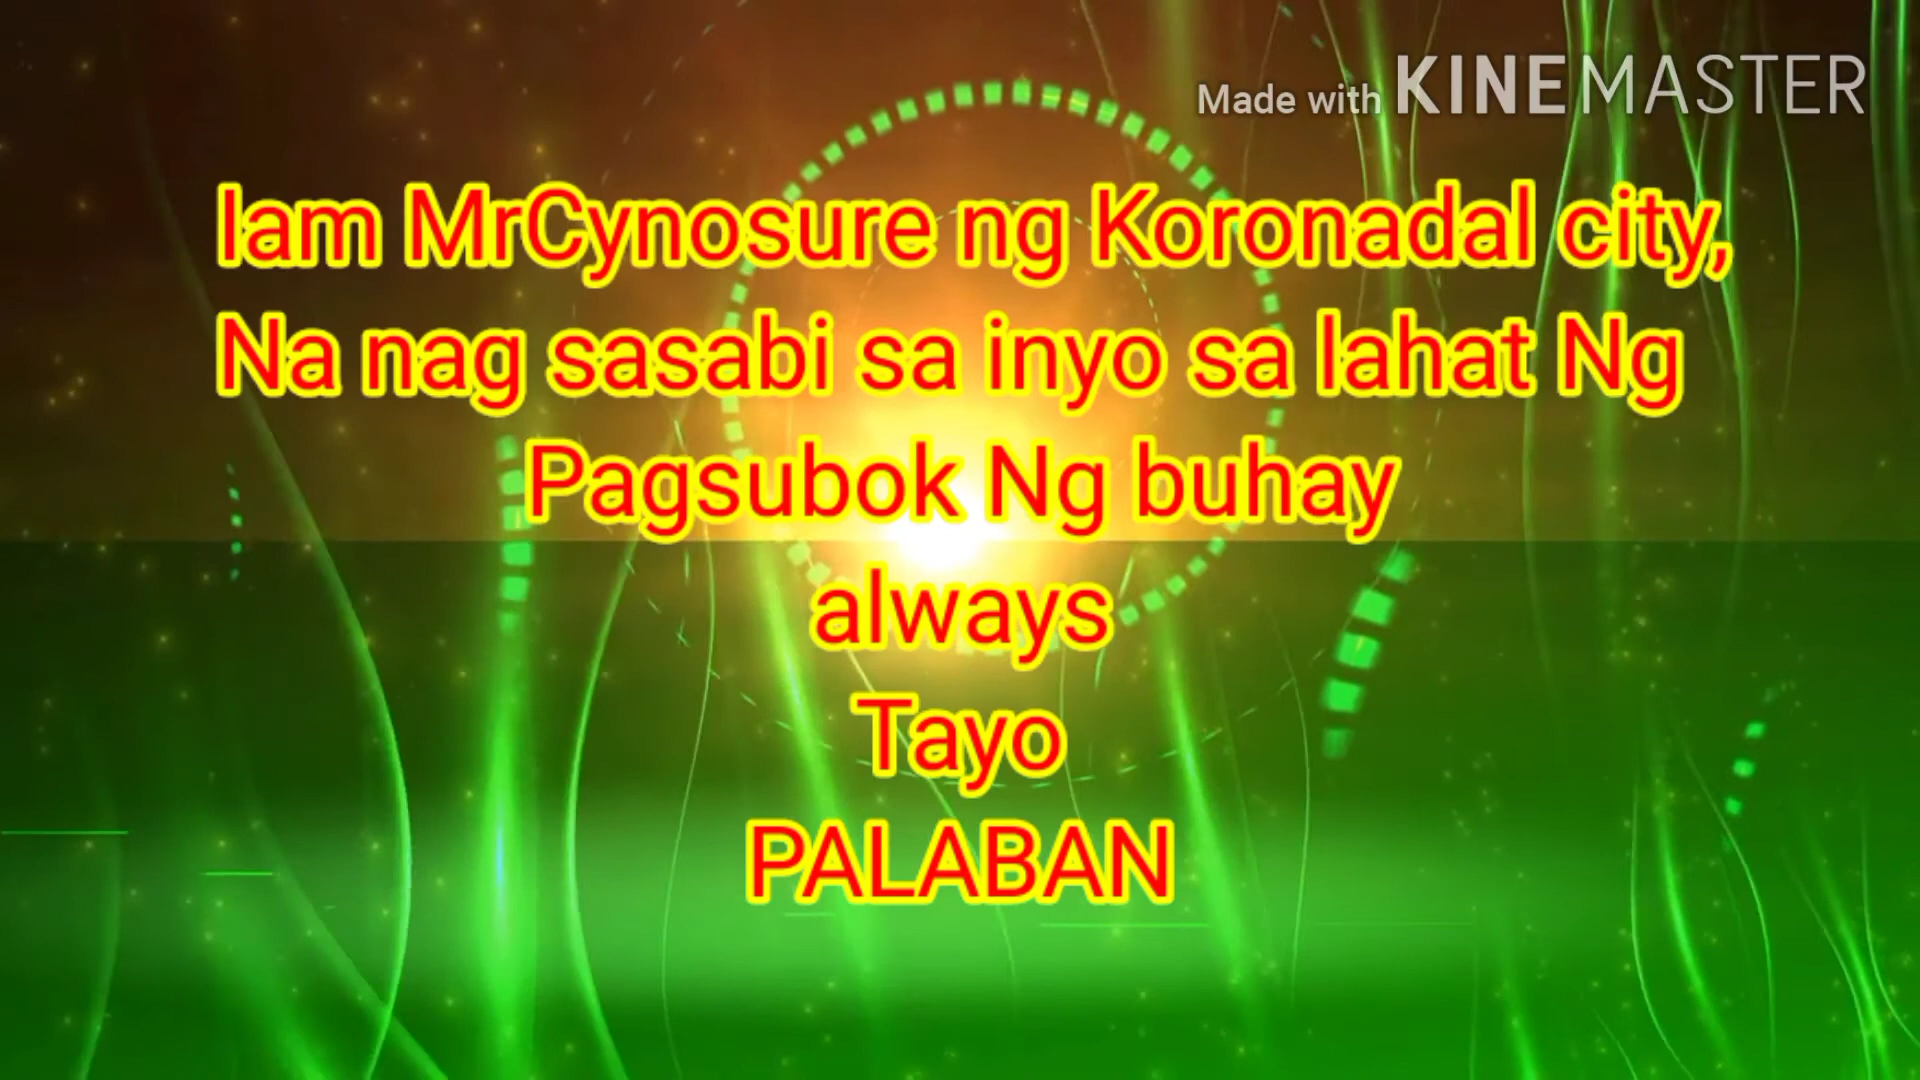 Made with KINEMASTER
Iam MrCynosure ng Koronadal city,
Na nag sasabi sa inyo sa lahat Ng
Pagsubok Ng buhay
always
Tayo
PALABAN